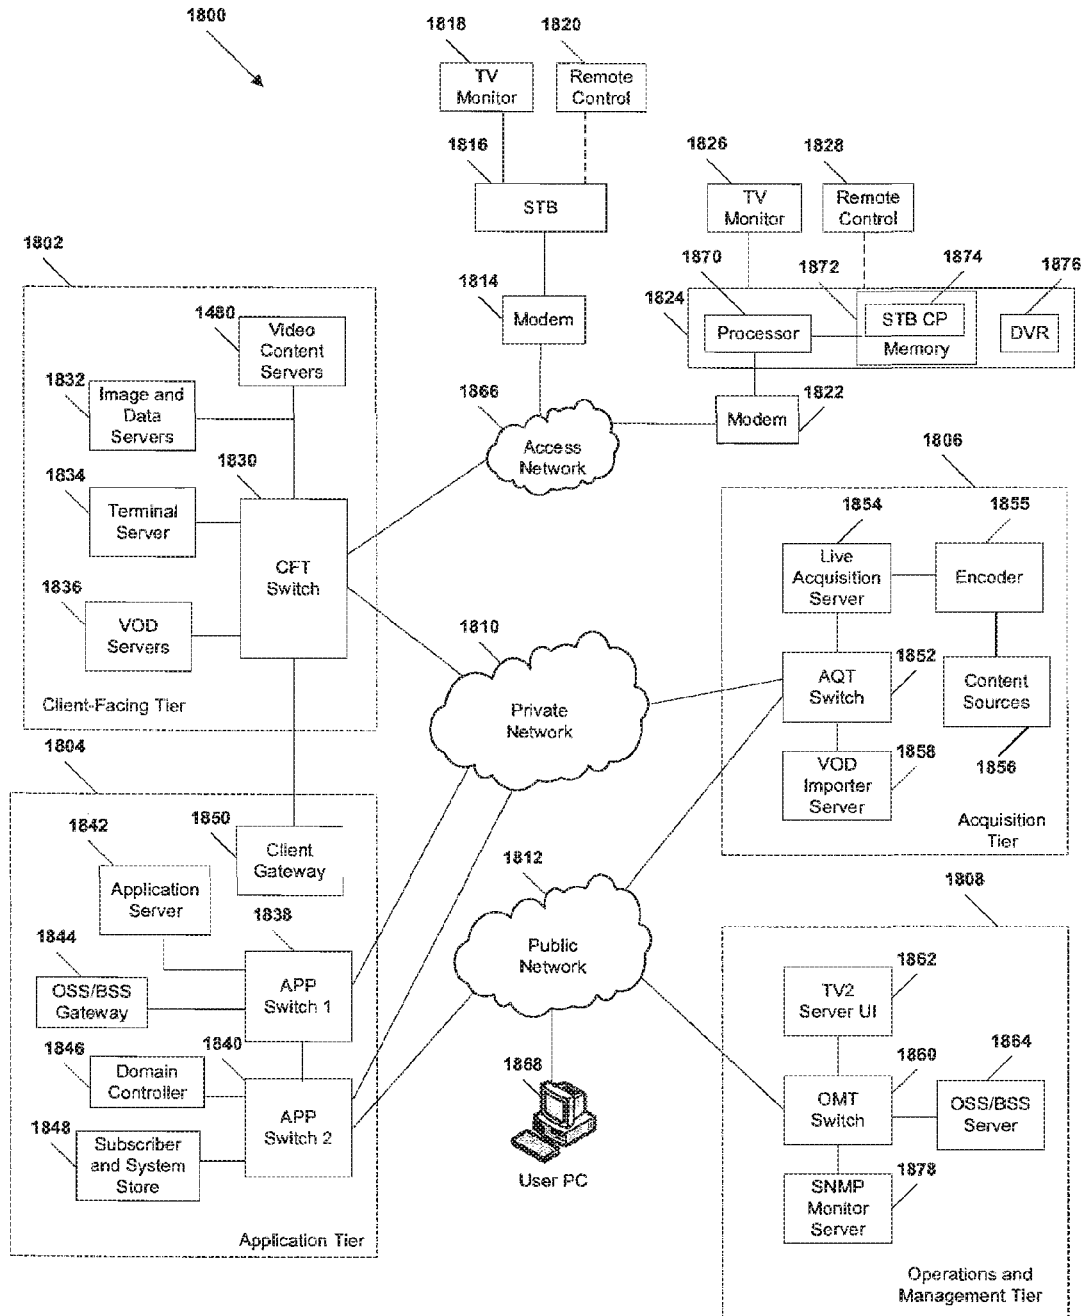 1800
1818
1820
TV
Monitor
Remote
Control
1816
STB
1826
1828
TV
Monitor
Remote
Control
1802
1870
1872
1874
1876
1814
1824
Modem
Processor
STB CP
Memory
DVR
1480
Video
Content
Servers
1832
Image and
Data
Servers
1866
Access
Network
Modem
1822
1806
1830
1834
Terminal
Server
CFT
Switch
1854
1855
Live
Acquisition
Server
Encoder
1836
VOD
Servers
1810
Private
Network
1852
AQT
Switch
Content
Sources
Client-Facing Tier
1804
1858
VOD
Importer
Server
1856
Acquisition
Tier
1842
1850
Client
Gateway
Application
Server
1812
1808
1838
1844
OSS/BSS
Gateway
APP
Switch 1
Public
Network
1862
TV2
Server UI
1846
1840
Domain
Controller
1868
1860
1864
OMT
Switch
OSS/BSS
Server
1848
Subscriber
and System
Store
APP
Switch 2
User PC
1878
SNMP
Monitor
Server
Application Tier
Operations and
Management Tier